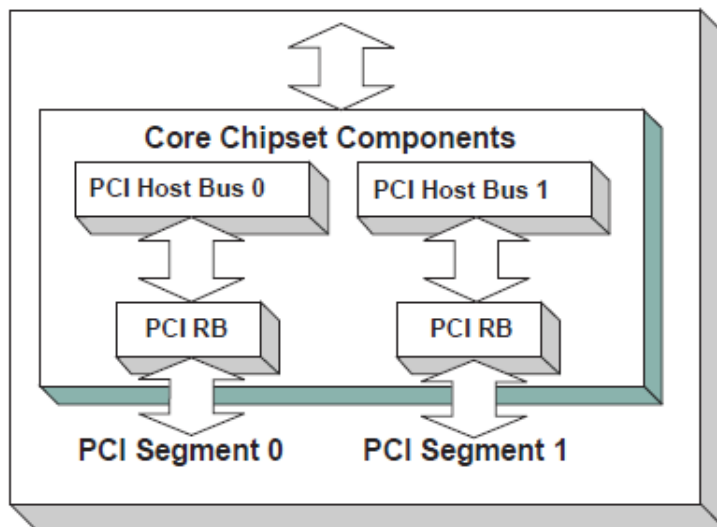 Core Chipset Components
PCI Host Bus 0
PCI Host Bus 1
PCI RB
PCI RB
PCI Segment 0
PCI Segment 1